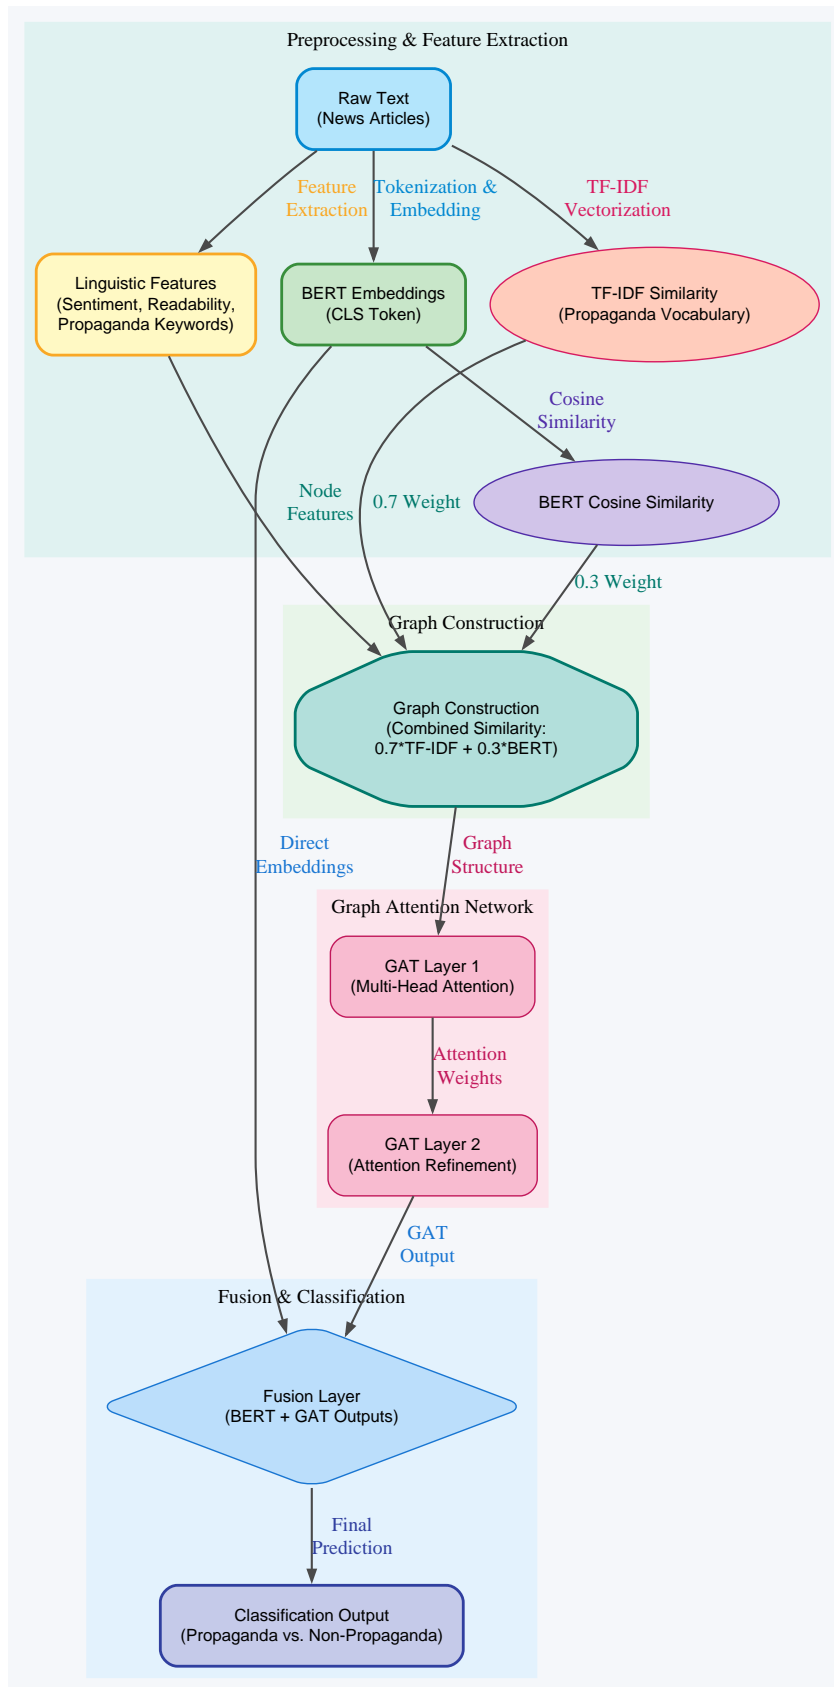 Preprocessing & Feature Extraction
Raw Text
(News Articles)
Feature
Extraction
Tokenization &
Embedding
TF-IDF
Vectorization
Linguistic Features
(Sentiment, Readability,
Propaganda Keywords)
BERT Embeddings
(CLS Token)
TF-IDF Similarity
(Propaganda Vocabulary)
Cosine
Similarity
Node
Features
0.7 Weight
BERT Cosine Similarity
0.3 Weight
Graph Construction
Graph Construction
(Combined Similarity:
0.7*TF-IDF + 0.3*BERT)
Direct
Embeddings
Graph
Structure
Graph Attention Network
GAT Layer 1
(Multi-Head Attention)
Attention
Weights
GAT Layer 2
(Attention Refinement)
GAT
Output
Fusion & Classification
Fusion Layer
(BERT + GAT Outputs)
Final
Prediction
Classification Output
(Propaganda vs. Non-Propaganda)